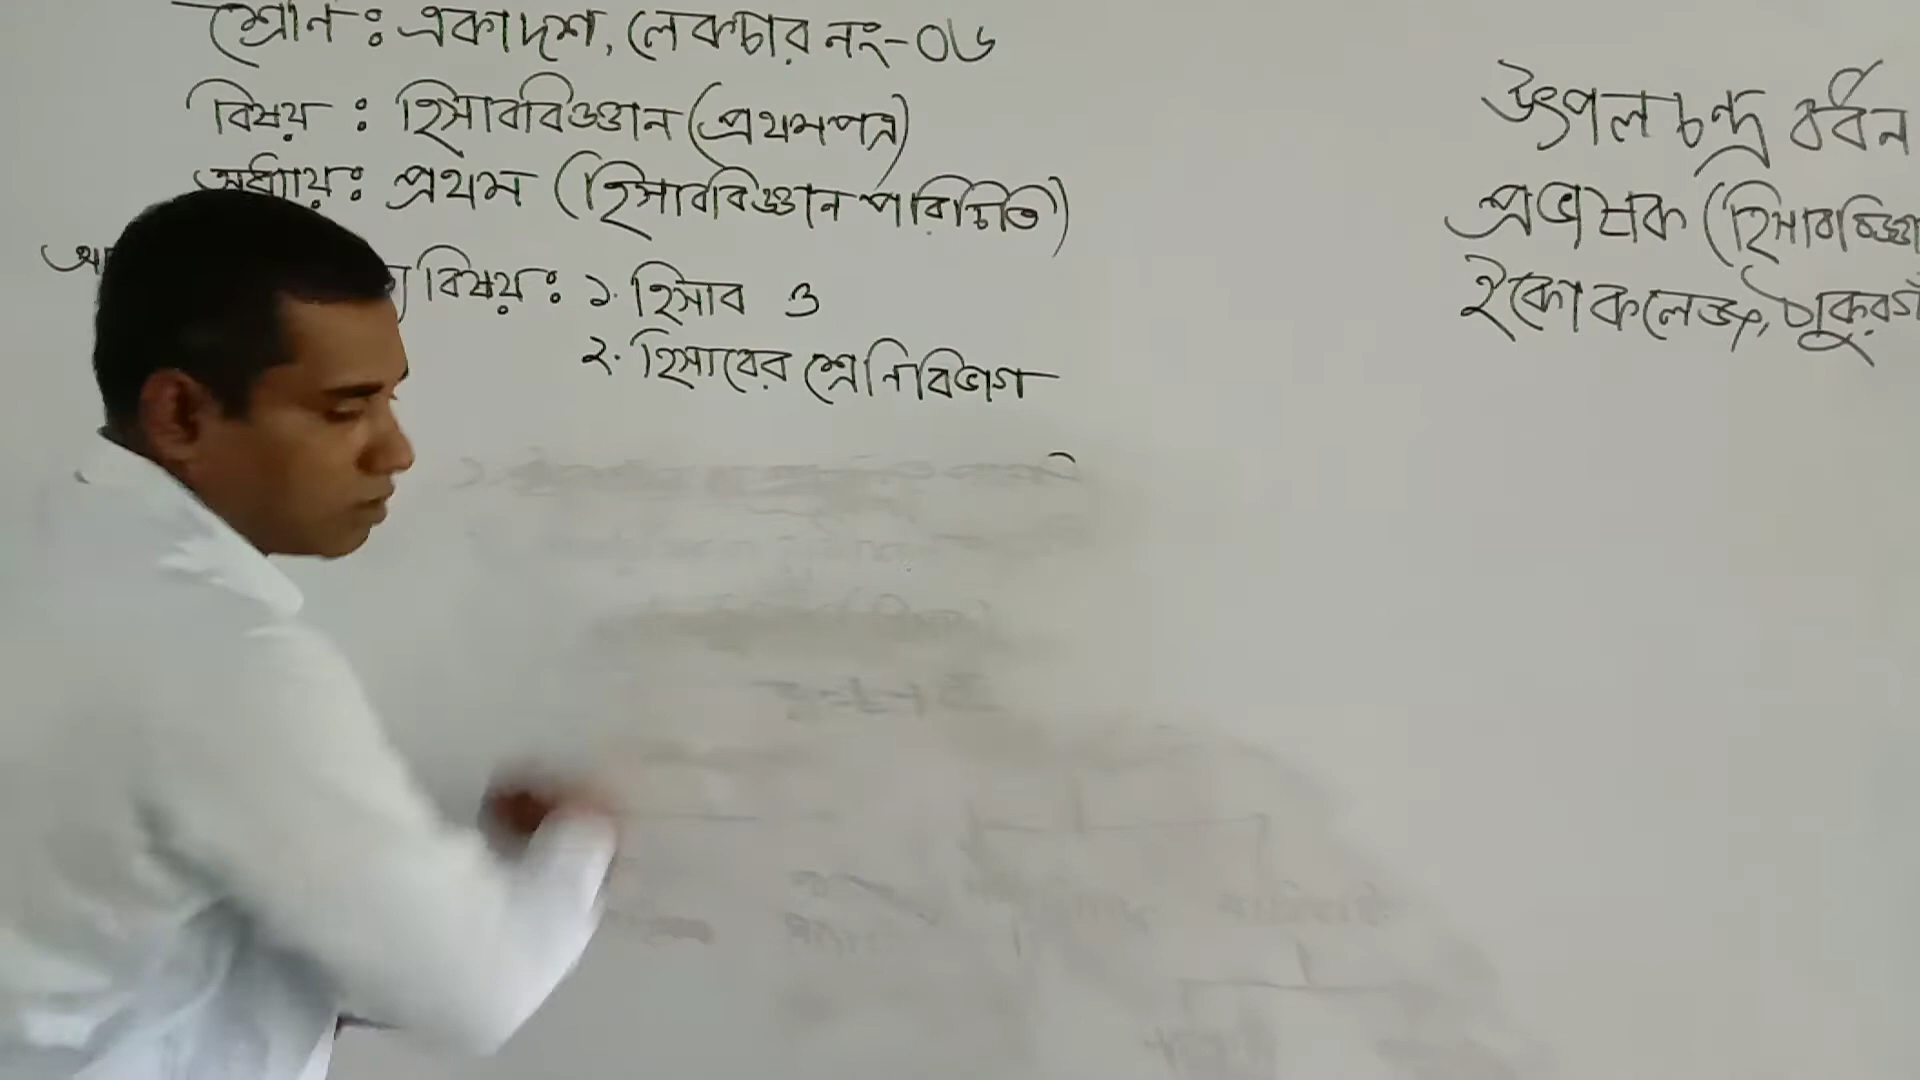 শ্রেণি : একাদশ, লেকচার নং-০৬
বিষয় : হিসাববিজ্ঞান (প্রথমপত্র)
অধ্যায়ঃ প্রথম (হিসাববিজ্ঞান পরিচিতি)
বিষয় : ১. হিসাব ও
২. হিসাবের শ্রেণিবিভাগ
উৎপল চন্দ্র বর্মন
প্রভাষক (হিসাববিজ্ঞা
ইকো কলেজ, ঠাকুরগাঁ